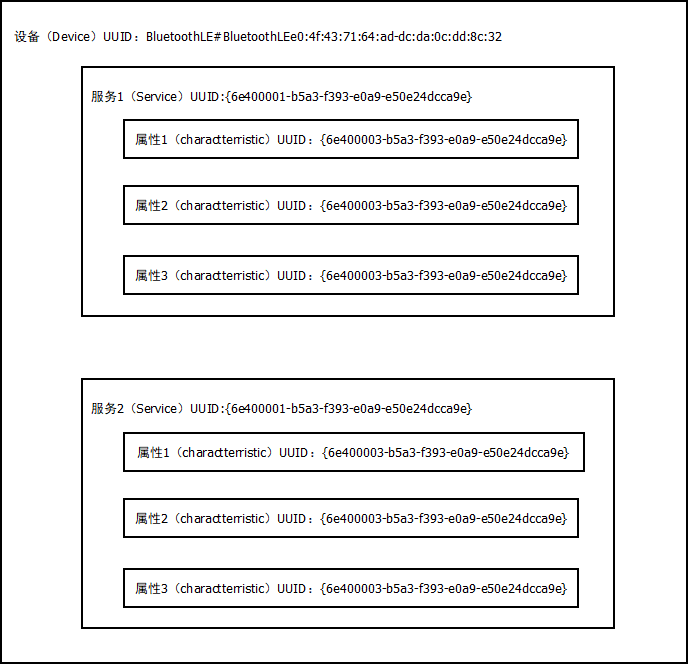 设备（Device）UUID：BluetoothLE#BluetoothLEe0:4f:43:71:64:ad-dc:da:0c:dd:8c:32
服务1（Service）UUID:{6e400001-b5a3-f393-e0a9-e50e24dcca9e}
属性1（charactterristic）UUID：{6e400003-b5a3-f393-e0a9-e50e24dcca9e}
属性2（charactterristic）UUID：{6e400003-b5a3-f393-e0a9-e50e24dcca9e}
属性3（charactterristic）UUID：{6e400003-b5a3-f393-e0a9-e50e24dcca9e}
服务2（Service）UUID:{6e400001-b5a3-f393-e0a9-e50e24dcca9e}
属性1（charactterristic）UUID：{6e400003-b5a3-f393-e0a9-e50e24dcca9e}
属性2（charactterristic）UUID：{6e400003-b5a3-f393-e0a9-e50e24dcca9e}
属性3（charactterristic）UUID：{6e400003-b5a3-f393-e0a9-e50e24dcca9e}